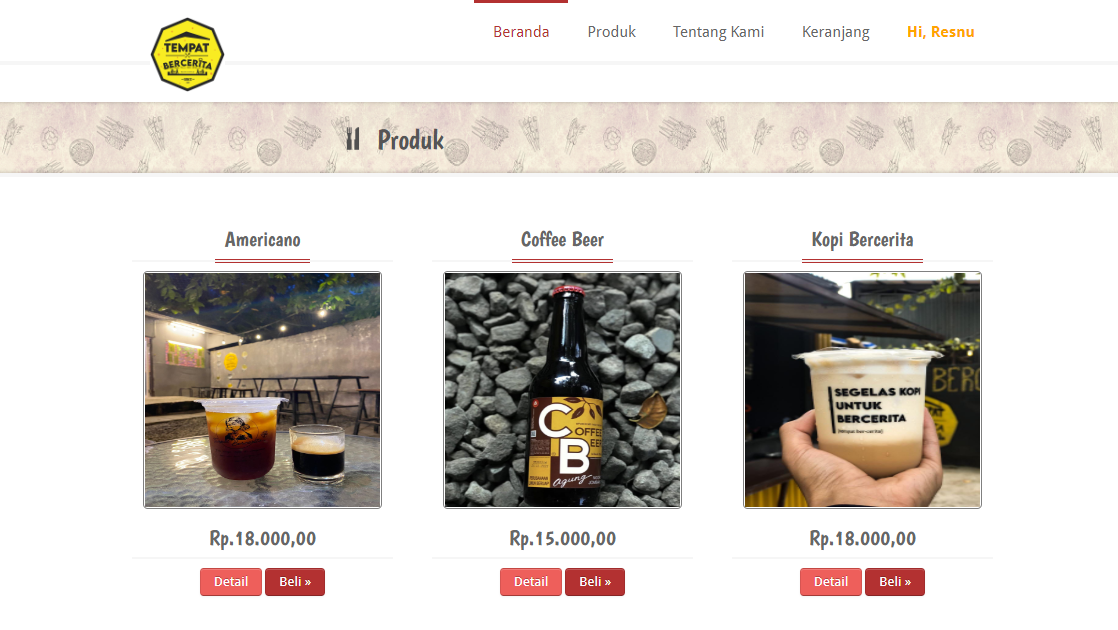 TEMPAT
BERCERITA
Beranda Produk Tentang Kami Keranjang Hi, Resnu
Produk
Americano Coffee Beer Kopi Bercerita
CB
COFFEE
BEER
Agung
SEGELAS KOPI
UNTUK
BERCERITA
TEMPAT
Rp.18.000,00 Rp.15.000,00 Rp.18.000,00
Detail Beli » Detail Beli » Detail Beli »